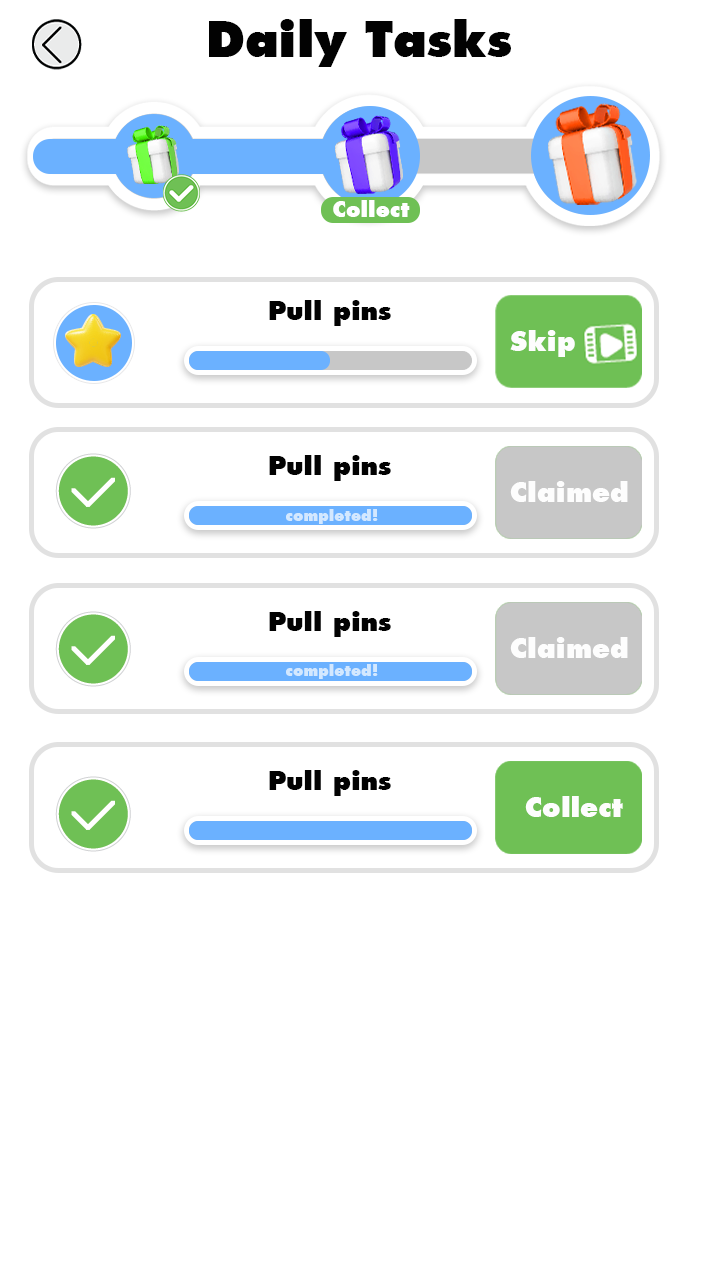 Daily Tasks
Collect
Pull pins
Skip
Pull pins
completed!
Claimed
Pull pins
completed!
Claimed
Pull pins
Collect